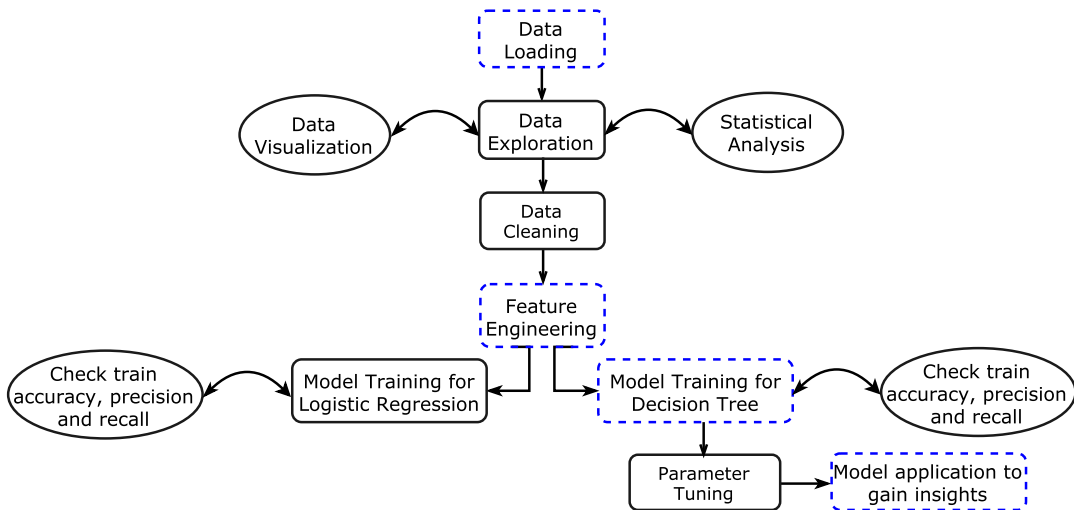 Data
Loading
Data
Visualization
Data
Exploration
Statistical
Analysis
Data
Cleaning
Feature
Engineering
Check train
accuracy, precision
and recall
Model Training for
Logistic Regression
Model Training for
Decision Tree
Check train
accuracy, precision
and recall
Parameter
Tuning
Model application to
gain insights